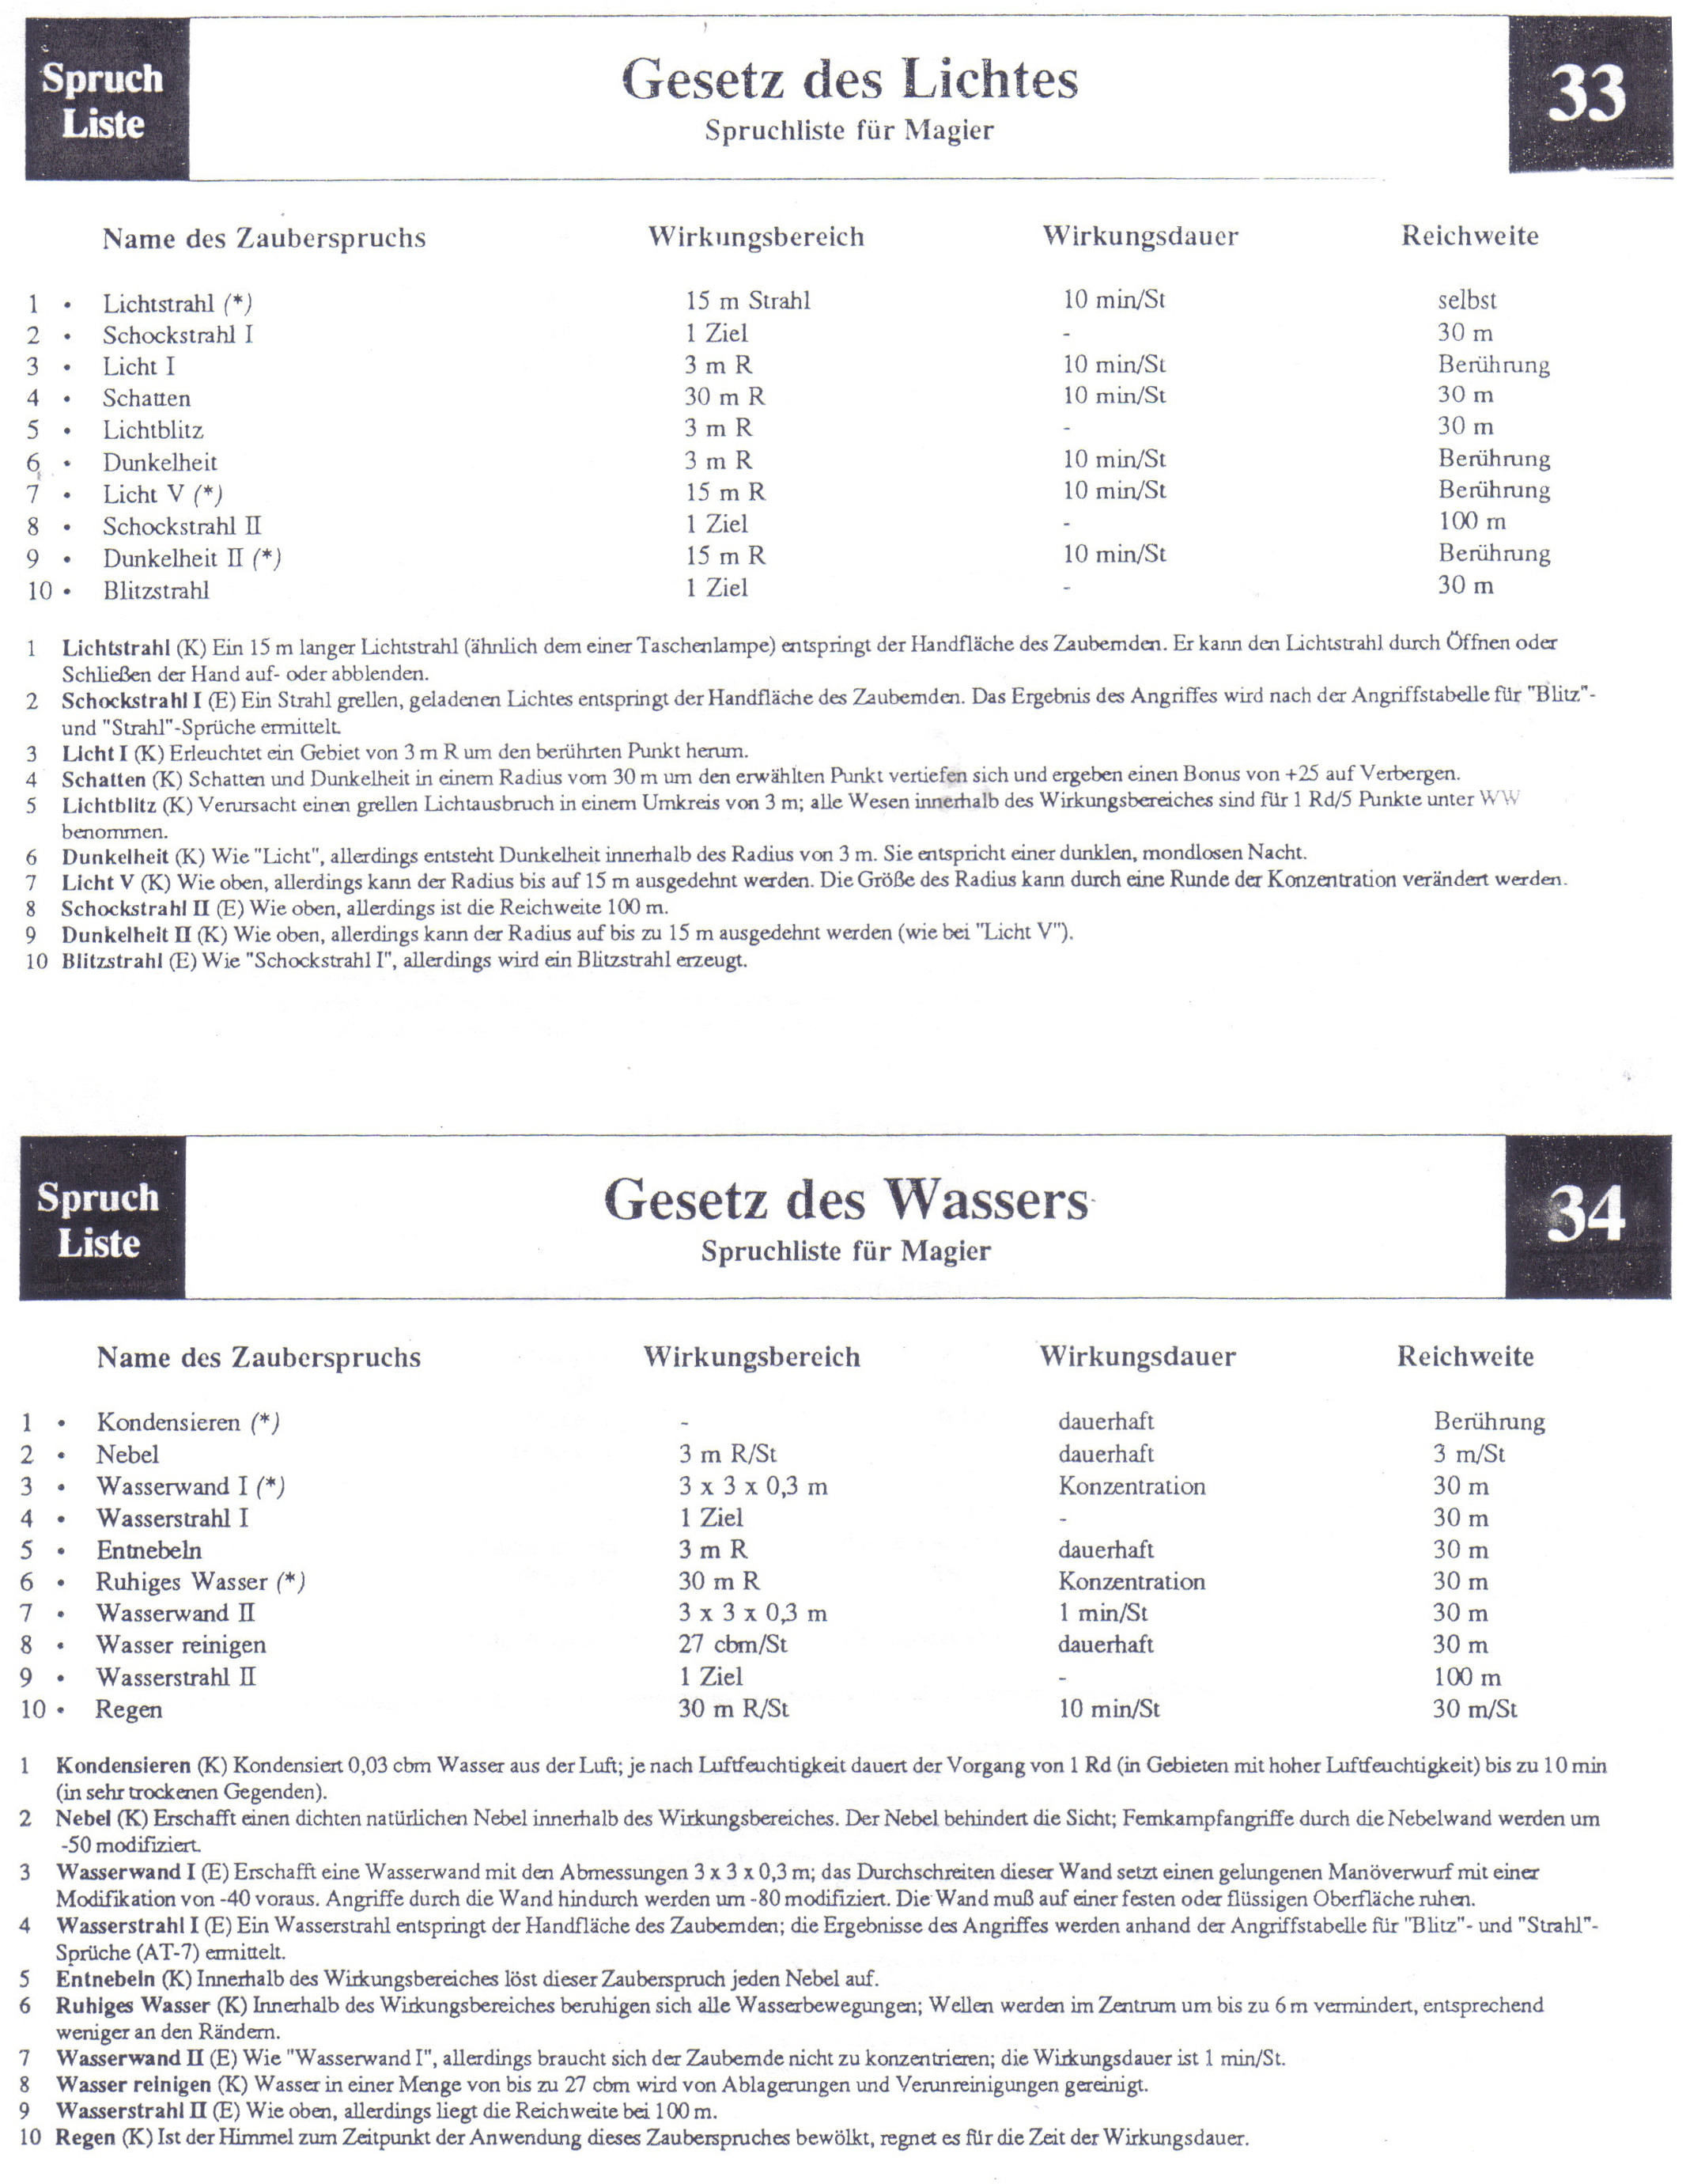 Spruch Liste
Gesetz des Lichtes
Spruchliste für Magier
33
Name des Zauberspruchs Wirkungsbereich Wirkungsdauer Reichweite
1 • Lichtstrahl (*) 15 m Strahl 10 min/St selbst
2 • Schockstrahl I 1 Ziel - 30 m
3 • Licht I 3 m R 10 min/St Berührung
4 • Schatten 30 m R 10 min/St 30 m
5 • Lichtblitz 3 m R - 30 m
6 • Dunkelheit 3 m R 10 min/St Berührung
7 • Licht V (*) 15 m R 10 min/St Berührung
8 • Schockstrahl II 1 Ziel - 100 m
9 • Dunkelheit II (*) 15 m R 10 min/St Berührung
10 • Blitzstrahl 1 Ziel - 30 m
1 Lichtstrahl (K) Ein 15 m langer Lichtstrahl (ähnlich dem einer Taschenlampe) entspringt der Handfläche des Zaubernden. Er kann den Lichtstrahl durch Öffnen oder
Schließen der Hand auf- oder abblenden.
2 Schockstrahl I (E) Ein Strahl grellen, geladenen Lichtes entspringt der Handfläche des Zaubernden. Das Ergebnis des Angriffes wird nach der Angriffstabelle für "Blitz"-
und "Strahl"-Sprüche ermittelt.
3 Licht I (K) Erleuchtet ein Gebiet von 3 m R um den berührten Punkt herum.
4 Schatten (K) Schatten und Dunkelheit in einem Radius vom 30 m um den erwählten Punkt vertiefen sich und ergeben einen Bonus von +25 auf Verbergen.
5 Lichtblitz (K) Verursacht einen grellen Lichtausbruch in einem Umkreis von 3 m; alle Wesen innerhalb des Wirkungsbereiches sind für 1 Rd/5 Punkte unter WW
benommen.
6 Dunkelheit (K) Wie "Licht", allerdings entsteht Dunkelheit innerhalb des Radius von 3 m. Sie entspricht einer dunklen, mondlosen Nacht.
7 Licht V (K) Wie oben, allerdings kann der Radius bis auf 15 m ausgedehnt werden. Die Größe des Radius kann durch eine Runde der Konzentration verändert werden.
8 Schockstrahl II (E) Wie oben, allerdings ist die Reichweite 100 m.
9 Dunkelheit II (K) Wie oben, allerdings kann der Radius auf bis zu 15 m ausgedehnt werden (wie bei "Licht V").
10 Blitzstrahl (E) Wie "Schockstrahl I", allerdings wird ein Blitzstrahl erzeugt.
Spruch Liste
Gesetz des Wassers
Spruchliste für Magier
34
Name des Zauberspruchs Wirkungsbereich Wirkungsdauer Reichweite
1 • Kondensieren (*) - dauerhaft Berührung
2 • Nebel 3 m R/St dauerhaft 3 m/St
3 • Wasserwand I (*) 3 x 3 x 0,3 m Konzentration 30 m
4 • Wasserstrahl I 1 Ziel - 30 m
5 • Entnebeln 3 m R dauerhaft 30 m
6 • Ruhiges Wasser (*) 30 m R Konzentration 30 m
7 • Wasserwand II 3 x 3 x 0,3 m 1 min/St 30 m
8 • Wasser reinigen 27 cbm/St dauerhaft 30 m
9 • Wasserstrahl II 1 Ziel - 100 m
10 • Regen 30 m R/St 10 min/St 30 m/St
1 Kondensieren (K) Kondensiert 0,03 cbm Wasser aus der Luft; je nach Luftfeuchtigkeit dauert der Vorgang von 1 Rd (in Gebieten mit hoher Luftfeuchtigkeit) bis zu 10 min
(in sehr trockenen Gegenden).
2 Nebel (K) Erschafft einen dichten natürlichen Nebel innerhalb des Wirkungsbereiches. Der Nebel behindert die Sicht; Fernkampfangriffe durch die Nebelwand werden um
-50 modifiziert.
3 Wasserwand I (E) Erschafft eine Wasserwand mit den Abmessungen 3 x 3 x 0,3 m; das Durchschreiten dieser Wand setzt einen gelungenen Manöverwurf mit einer
Modifikation von -40 voraus. Angriffe durch die Wand hindurch werden um -80 modifiziert. Die Wand muß auf einer festen oder flüssigen Oberfläche ruhen.
4 Wasserstrahl I (E) Ein Wasserstrahl entspringt der Handfläche des Zaubernden; die Ergebnisse des Angriffes werden anhand der Angriffstabelle für "Blitz"- und "Strahl"-
Sprüche (AT-7) ermittelt.
5 Entnebeln (K) Innerhalb des Wirkungsbereiches löst dieser Zauberspruch jeden Nebel auf.
6 Ruhiges Wasser (K) Innerhalb des Wirkungsbereiches beruhigen sich alle Wasserbewegungen; Wellen werden im Zentrum um bis zu 6 m vermindert, entsprechend
weniger an den Rändern.
7 Wasserwand II (E) Wie "Wasserwand I", allerdings braucht sich der Zaubernde nicht zu konzentrieren; die Wirkungsdauer ist 1 min/St.
8 Wasser reinigen (K) Wasser in einer Menge von bis zu 27 cbm wird von Ablagerungen und Verunreinigungen gereinigt.
9 Wasserstrahl II (E) Wie oben, allerdings liegt die Reichweite bei 100 m.
10 Regen (K) Ist der Himmel zum Zeitpunkt der Anwendung dieses Zauberspruches bewölkt, regnet es für die Zeit der Wirkungsdauer.